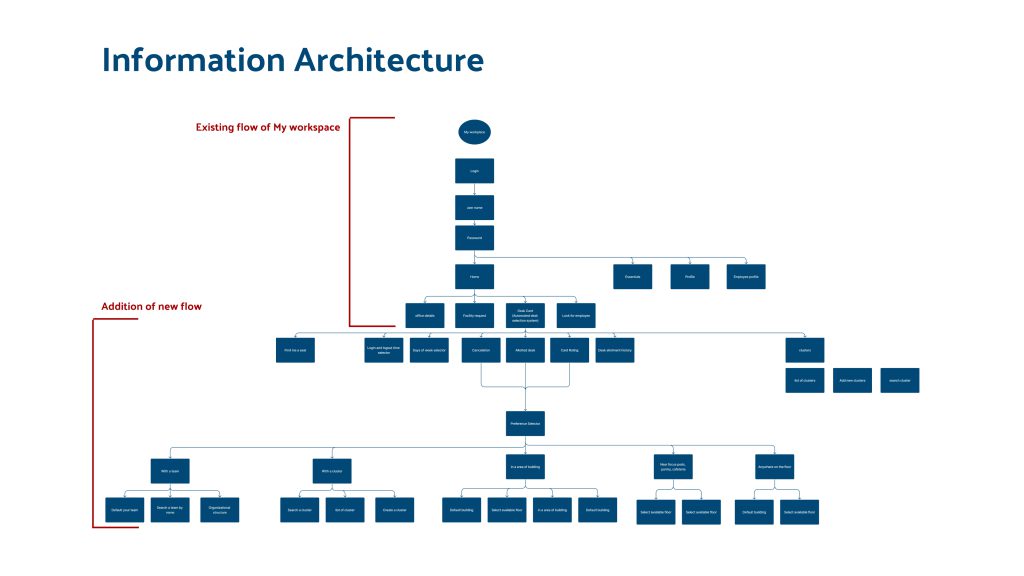 Information Architecture
Existing flow of My workspace
My workplace
Login
user name
Password
Home
Essentials
Profile
Employee profile
Addition of new flow
office details
Facility request
Desk Card
(Automated desk
selection system)
Look for employee
Find me a seat
Login and logout time
selector
Days of week selector
Cancelation
Alloted desk
Card Rating
Desk allotment history
clusters
list of clusters
Add new clusters
search cluster
Preference Selector
With a team
With a cluster
In a area of building
Near focus pods,
pantry, cafeteria
Anywhere on the floor
Default your team
Search a team by
name
Organizational
structure
Search a cluster
list of cluster
Create a cluster
Default building
Select available floor
In a area of building
Default building
Select available floor
Select available floor
Default building
Select available floor